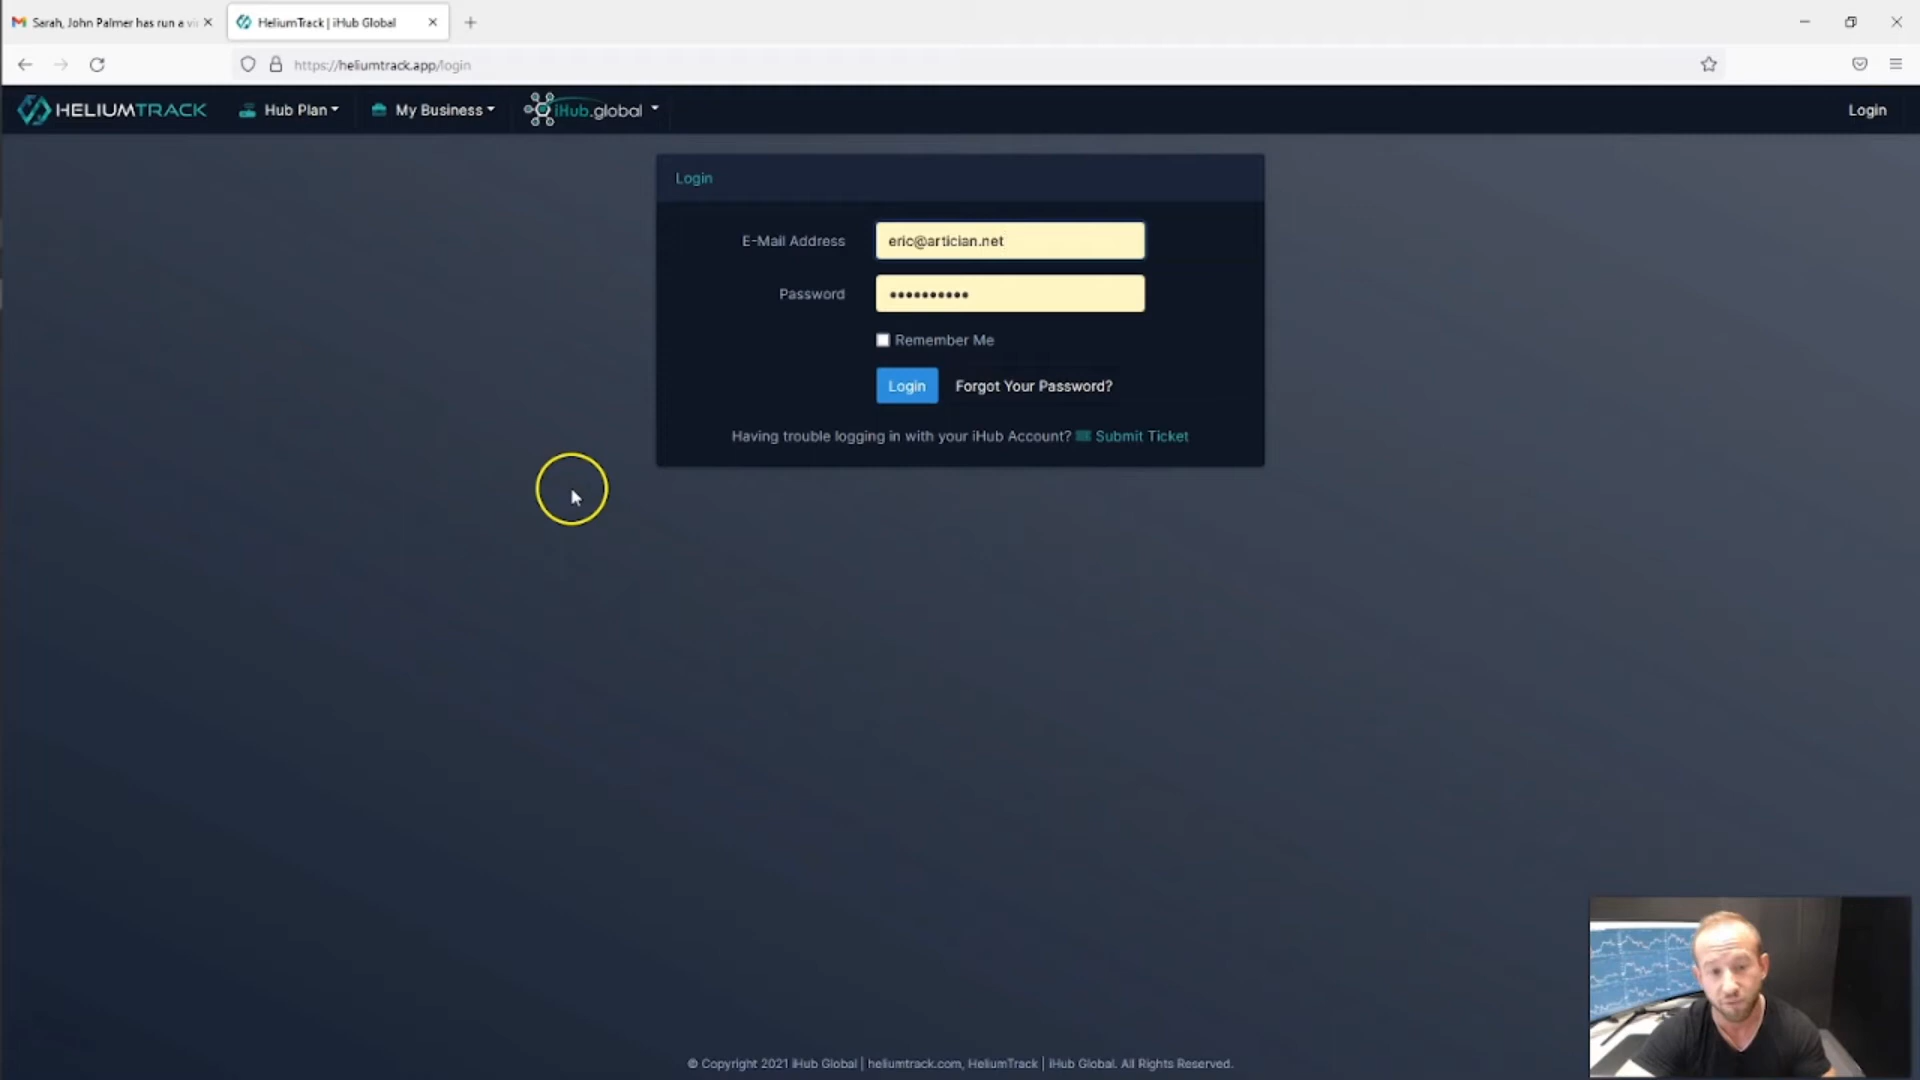 Sarah, John Palmer has run a vi
HeliumTrack | iHub Global
https://heliumtrack.app/login
HELIUMTRACK
Hub Plan
My Business
iHub.global
Login
Login
E-Mail Address
eric@artician.net
Password
Remember Me
Login
Forgot Your Password?
Having trouble logging in with your iHub Account? Submit Ticket
© Copyright 2021 iHub Global | heliumtrack.com, HeliumTrack | iHub Global. All Rights Reserved.